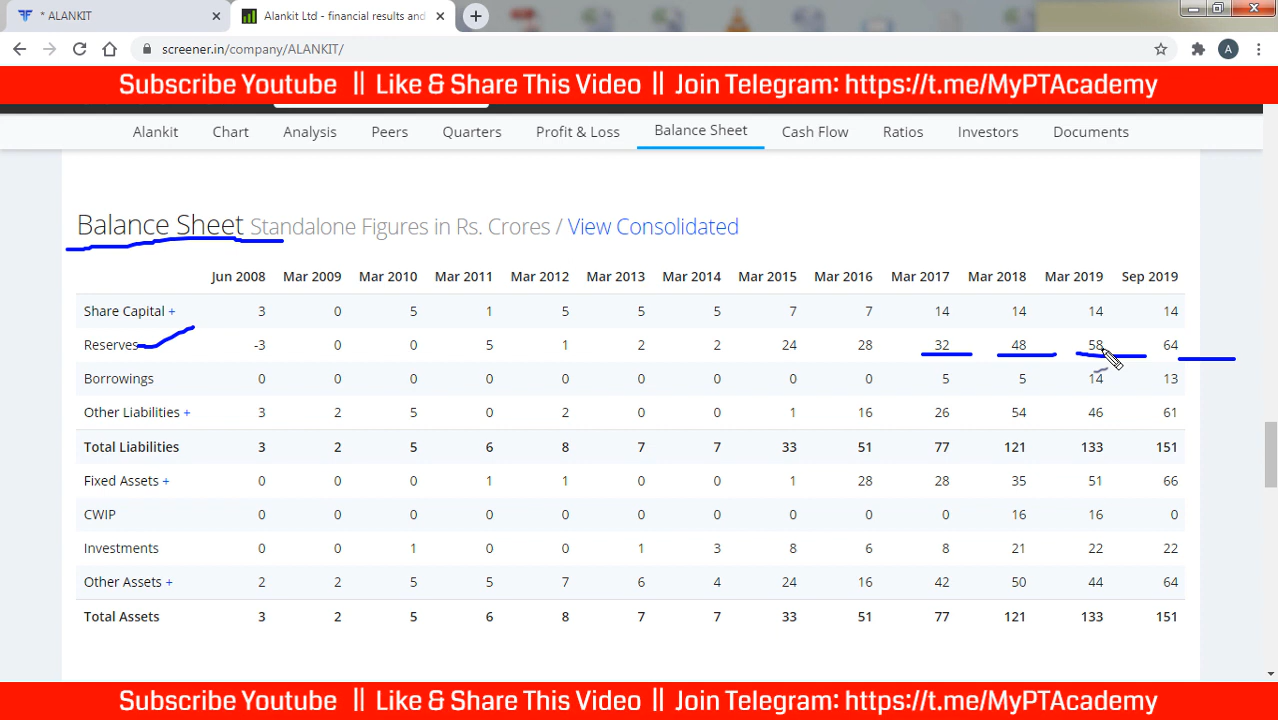 * ALANKIT
Alankit Ltd - financial results and
screener.in/company/ALANKIT/
A
Subscribe Youtube || Like & Share This Video || Join Telegram: https://t.me/MyPTAcademy
Alankit Chart Analysis Peers Quarters Profit & Loss Balance Sheet Cash Flow Ratios Investors Documents
Balance Sheet Standalone Figures in Rs. Crores / View Consolidated
Jun 2008 Mar 2009 Mar 2010 Mar 2011 Mar 2012 Mar 2013 Mar 2014 Mar 2015 Mar 2016 Mar 2017 Mar 2018 Mar 2019 Sep 2019
Share Capital + 3 0 5 1 5 5 5 7 7 14 14 14 14
Reserves -3 0 0 5 1 2 2 24 28 32 48 58 64
Borrowings 0 0 0 0 0 0 0 0 0 5 5 14 13
Other Liabilities + 3 2 5 0 2 0 0 1 16 26 54 46 61
Total Liabilities 3 2 5 6 8 7 7 33 51 77 121 133 151
Fixed Assets + 0 0 0 1 1 0 0 1 28 28 35 51 66
CWIP 0 0 0 0 0 0 0 0 0 0 16 16 0
Investments 0 0 1 0 0 1 3 8 6 8 21 22 22
Other Assets + 2 2 5 5 7 6 4 24 16 42 50 44 64
Total Assets 3 2 5 6 8 7 7 33 51 77 121 133 151
Subscribe Youtube || Like & Share This Video || Join Telegram: https://t.me/MyPTAcademy